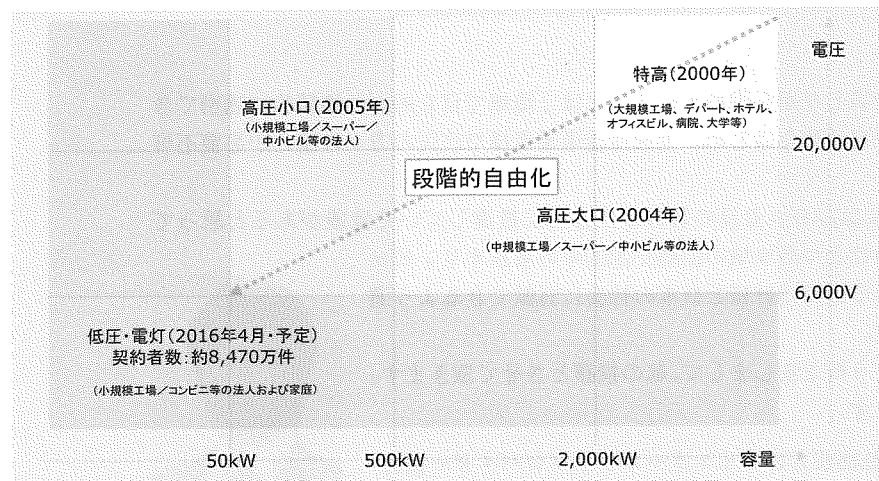 電圧
特高(2000年)
(大規模工場、デパート、ホテル、
オフィスビル、病院、大学等)
高圧小口(2005年)
(小規模工場/スーパー/
中小ビル等の法人)
20,000V
段階的自由化
高圧大口(2004年)
(中規模工場/スーパー/中小ビル等の法人)
6,000V
低圧・電灯(2016年4月・予定)
契約者数:約8,470万件
(小規模工場/コンビニ等の法人および家庭)
50kW
500kW
2,000kW
容量